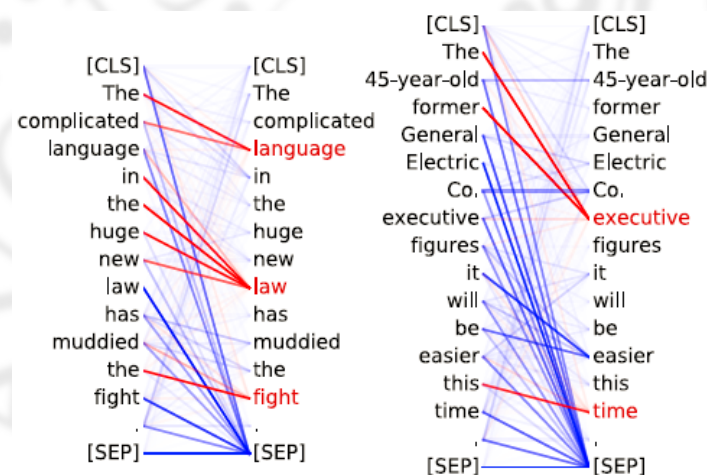 [CLS] [CLS]
The The
complicated complicated
language language
in in
the the
huge huge
new new
law law
has has
muddied muddied
the the
fight fight
. .
[SEP] [SEP]
[CLS] [CLS]
The The
45-year-old 45-year-old
former former
General General
Electric Electric
Co. Co.
executive executive
figures figures
it it
will will
be be
easier easier
this this
time time
. .
[SEP] [SEP]